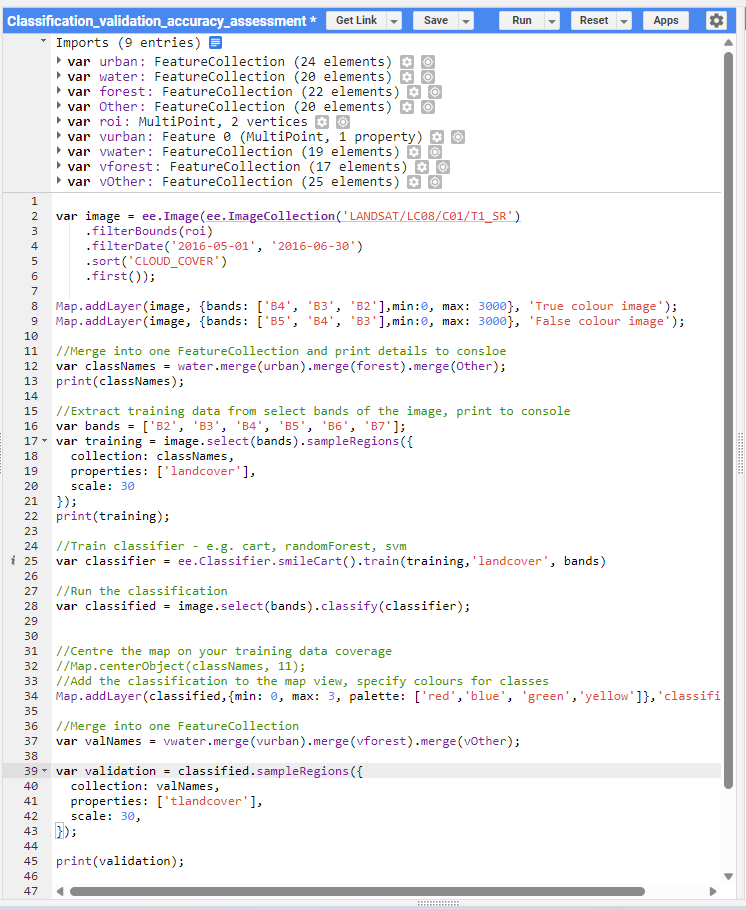 Classification_validation_accuracy_assessment * Get Link Save Run Reset Apps
Imports (9 entries)
var urban: FeatureCollection (24 elements)
var water: FeatureCollection (20 elements)
var forest: FeatureCollection (22 elements)
var Other: FeatureCollection (20 elements)
var roi: MultiPoint, 2 vertices
var vurban: Feature 0 (MultiPoint, 1 property)
var vwater: FeatureCollection (19 elements)
var vforest: FeatureCollection (17 elements)
var vOther: FeatureCollection (25 elements)
1
2 var image = ee.Image(ee.ImageCollection('LANDSAT/LC08/C01/T1_SR')
3 .filterBounds(roi)
4 .filterDate('2016-05-01', '2016-06-30')
5 .sort('CLOUD_COVER')
6 .first());
7
8 Map.addLayer(image, {bands: ['B4', 'B3', 'B2'],min:0, max: 3000}, 'True colour image');
9 Map.addLayer(image, {bands: ['B5', 'B4', 'B3'],min:0, max: 3000}, 'False colour image');
10
11 //Merge into one FeatureCollection and print details to consloe
12 var classNames = water.merge(urban).merge(forest).merge(Other);
13 print(classNames);
14
15 //Extract training data from select bands of the image, print to console
16 var bands = ['B2', 'B3', 'B4', 'B5', 'B6', 'B7'];
17 var training = image.select(bands).sampleRegions({
18 collection: classNames,
19 properties: ['landcover'],
20 scale: 30
21 });
22 print(training);
23
24 //Train classifier - e.g. cart, randomForest, svm
i 25 var classifier = ee.Classifier.smileCart().train(training,'landcover', bands)
26
27 //Run the classification
28 var classified = image.select(bands).classify(classifier);
29
30
31 //Centre the map on your training data coverage
32 //Map.centerObject(classNames, 11);
33 //Add the classification to the map view, specify colours for classes
34 Map.addLayer(classified,{min: 0, max: 3, palette: ['red','blue', 'green','yellow']},'classifi
35
36 //Merge into one FeatureCollection
37 var valNames = vwater.merge(vurban).merge(vforest).merge(vOther);
38
39 var validation = classified.sampleRegions({
40 collection: valNames,
41 properties: ['tlandcover'],
42 scale: 30,
43 });
44
45 print(validation);
46
47